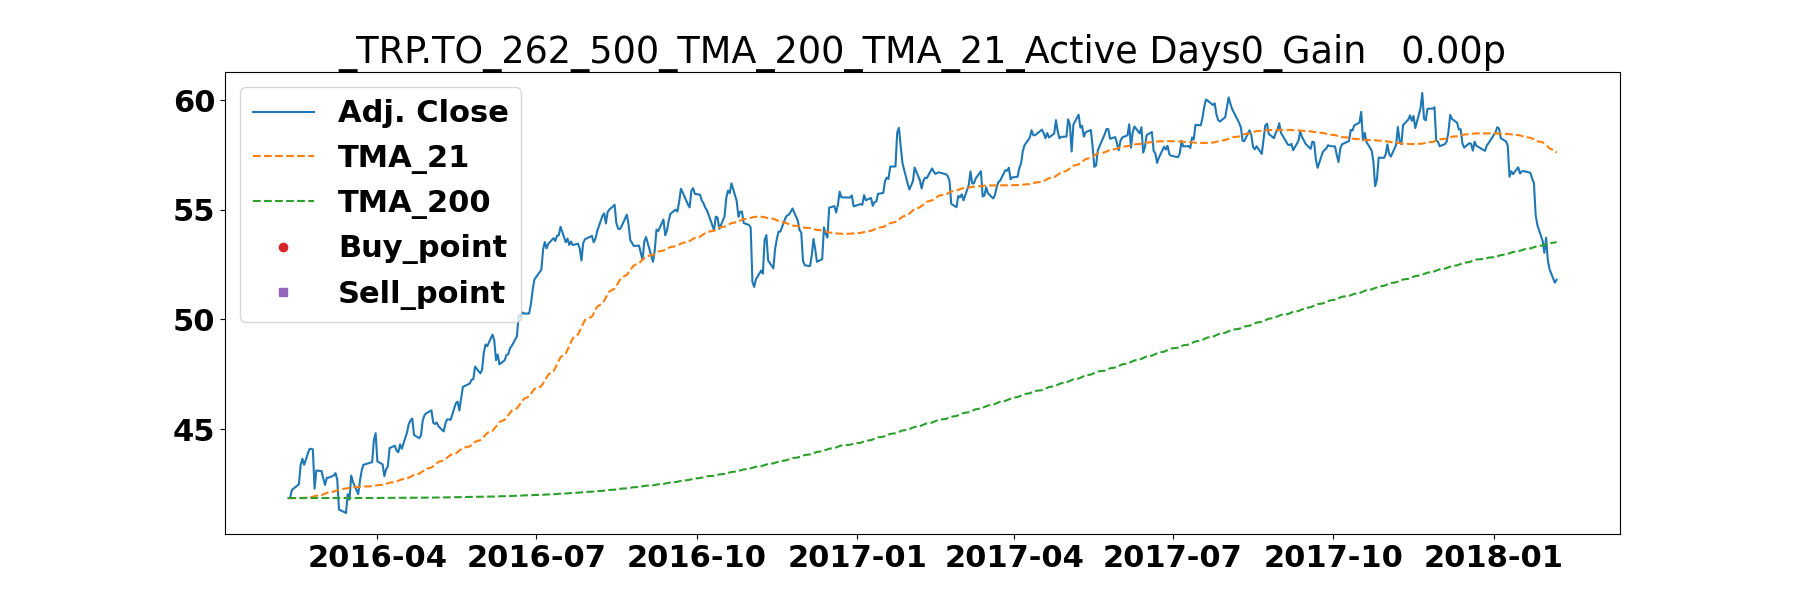 _TRP.TO_262_500_TMA_200_TMA_21_Active Days0_Gain   0.00p
Adj. Close
TMA_21
TMA_200
Buy_point
Sell_point
60
55
50
45
2016-04 2016-07 2016-10 2017-01 2017-04 2017-07 2017-10 2018-01